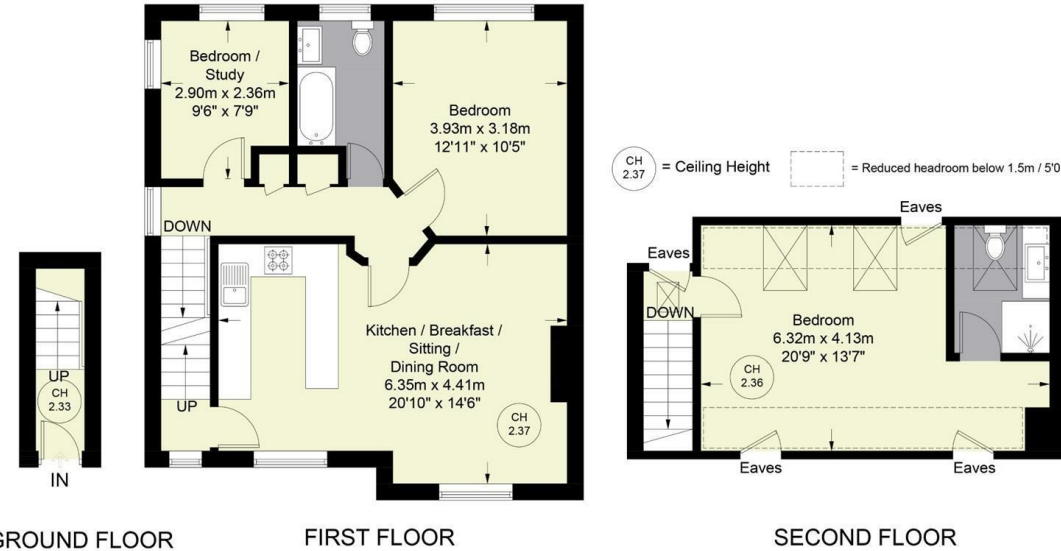 Bedroom /
Study
2.90m x 2.36m
9'6" x 7'9"
Bedroom
3.93m x 3.18m
12'11" x 10'5"
DOWN
Kitchen / Breakfast /
Sitting /
Dining Room
6.35m x 4.41m
20'10" x 14'6"
CH
2.37
UP
UP
CH
2.33
IN
CH
2.37
= Ceiling Height
= Reduced headroom below 1.5m / 5'0
Eaves
Eaves
DOWN
Bedroom
6.32m x 4.13m
20'9" x 13'7"
CH
2.36
Eaves
Eaves
GROUND FLOOR
FIRST FLOOR
SECOND FLOOR